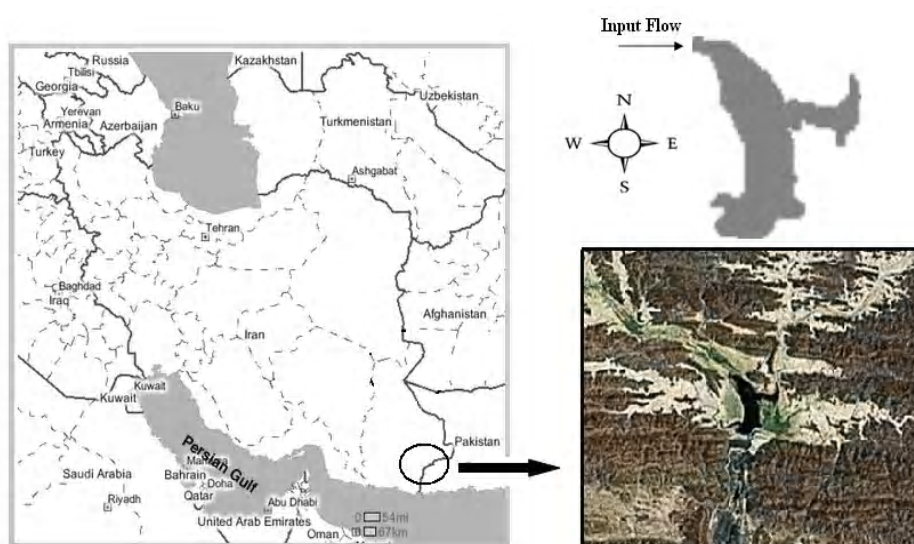 Input Flow
N
W
E
S
Russia
Kazakhstan
Tbilisi
Georgia
Uzbekistan
Baku
Yerevan
Armenia
Azerbaijan
Turkmenistan
Turkey
Ashgabat
Tehran
Baghdad
Iraq
Afghanistan
Iran
Kuwait
Kuwait
Pakistan
Persian Gulf
Saudi Arabia
Bahrain
Doha
Qatar
Abu Dhabi
Riyadh
United Arab Emirates
0 54mi
67km
Oman